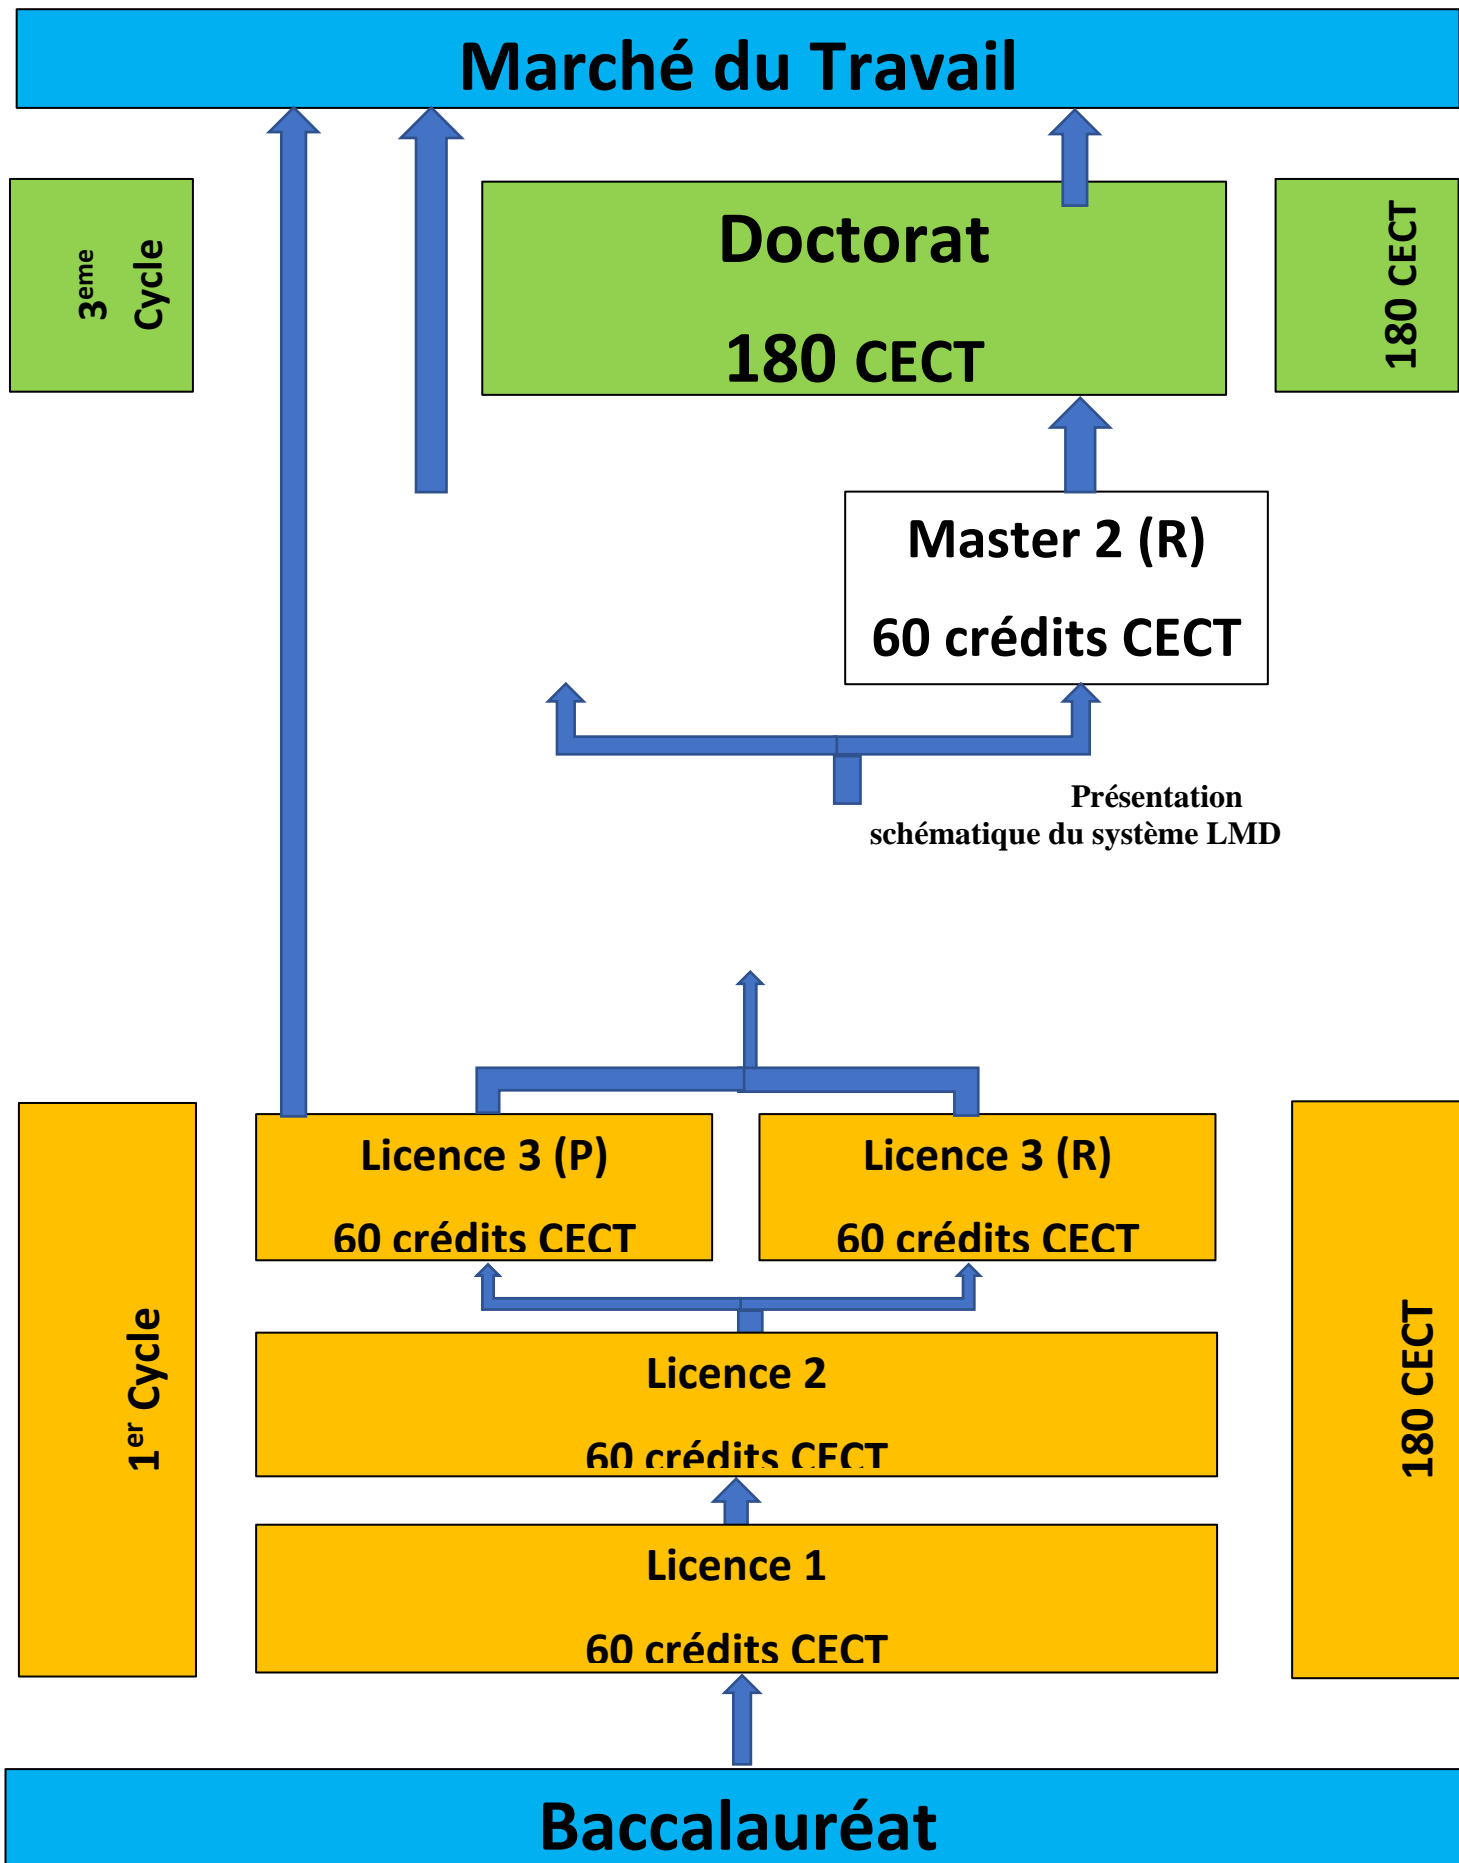 Marché du Travail
3eme
Cycle
Doctorat
180 CECT
180 CECT
Master 2 (R)
60 crédits CECT
Présentation
schématique du système LMD
1er Cycle
Licence 3 (P)
60 crédits CECT
Licence 3 (R)
60 crédits CECT
180 CECT
Licence 2
60 crédits CECT
Licence 1
60 crédits CECT
Baccalauréat